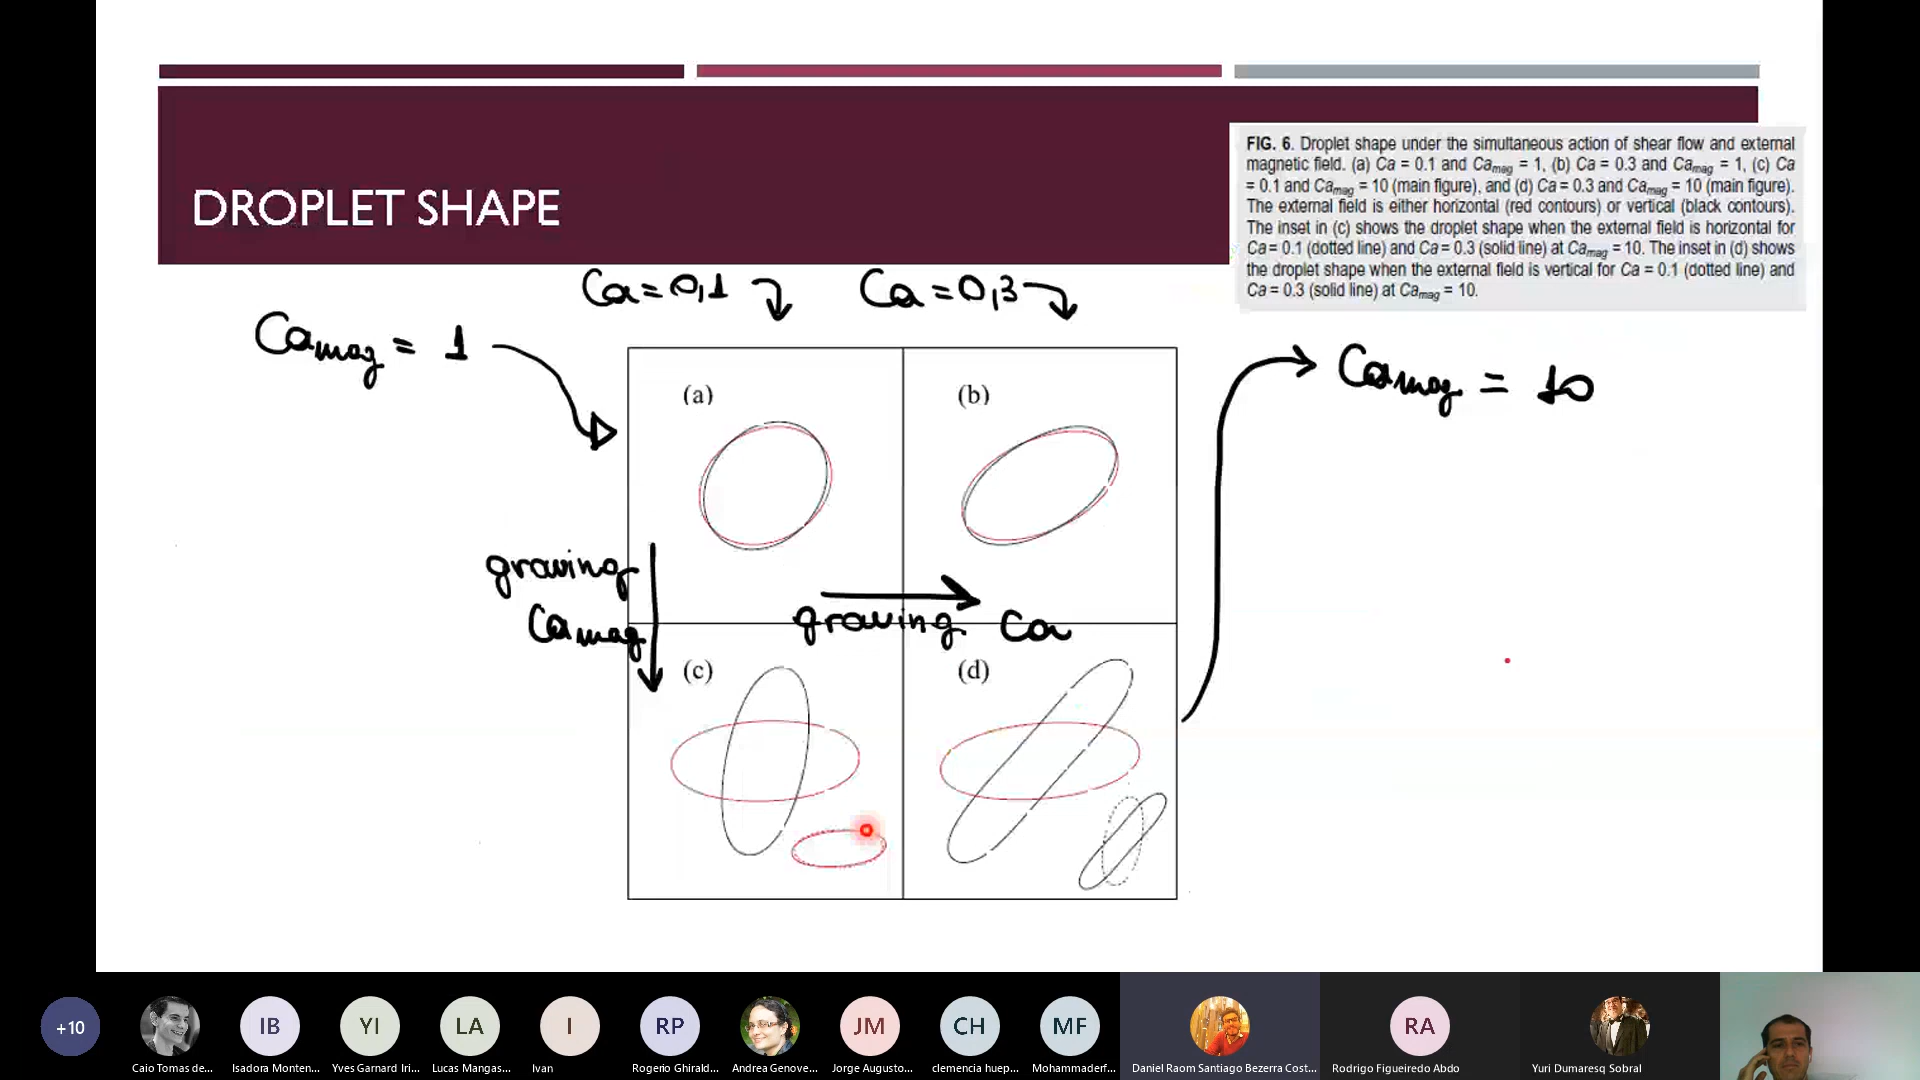 DROPLET SHAPE
FIG. 6. Droplet shape under the simultaneous action of shear flow and external
magnetic field. (a) Ca = 0.1 and Camag = 1, (b) Ca = 0.3 and Camag = 1, (c) Ca
= 0.1 and Camag = 10 (main figure), and (d) Ca = 0.3 and Camag = 10 (main figure).
The external field is either horizontal (red contours) or vertical (black contours).
The inset in (c) shows the droplet shape when the external field is horizontal for
Ca = 0.1 (dotted line) and Ca = 0.3 (solid line) at Camag = 10. The inset in (d) shows
the droplet shape when the external field is vertical for Ca = 0.1 (dotted line) and
Ca = 0.3 (solid line) at Camag = 10.
Ca = 0,1
Ca = 0,3
Camag = 1
Camag = 10
(a)
(b)
growing
Camag
growing Ca
(c)
(d)
+10
IB
YI
LA
I
RP
JM
CH
MF
RA
Caio Tomas de...
Isadora Monten...
Yves Garnard Iri...
Lucas Mangas...
Ivan
Rogerio Ghirald...
Andrea Genove...
Jorge Augusto...
clemencia huep...
Mohammaderf...
Daniel Raom Santiago Bezerra Cost...
Rodrigo Figueiredo Abdo
Yuri Dumaresq Sobral